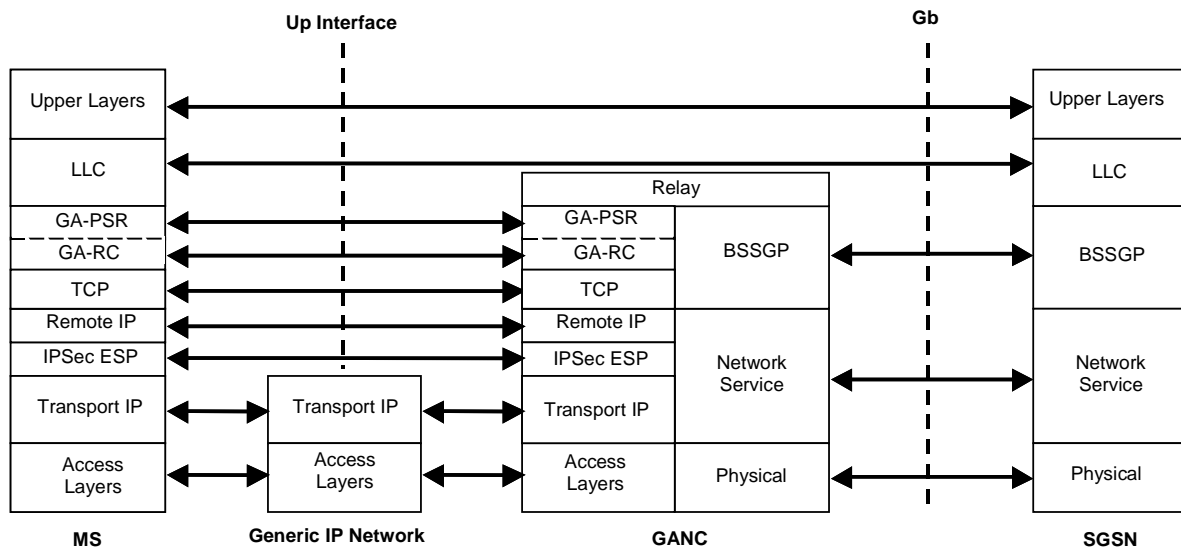 Up Interface
Gb
Upper Layers
Upper Layers
LLC
LLC
Relay
GA-PSR
GA-PSR
GA-RC
GA-RC
BSSGP
BSSGP
TCP
TCP
Remote IP
Remote IP
IPSec ESP
IPSec ESP
Network
Service
Network
Service
Transport IP
Transport IP
Transport IP
Access
Layers
Access
Layers
Access
Layers
Physical
Physical
MS
Generic IP Network
GANC
SGSN